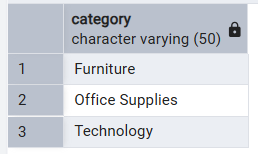 category
character varying (50)
1 Furniture
2 Office Supplies
3 Technology